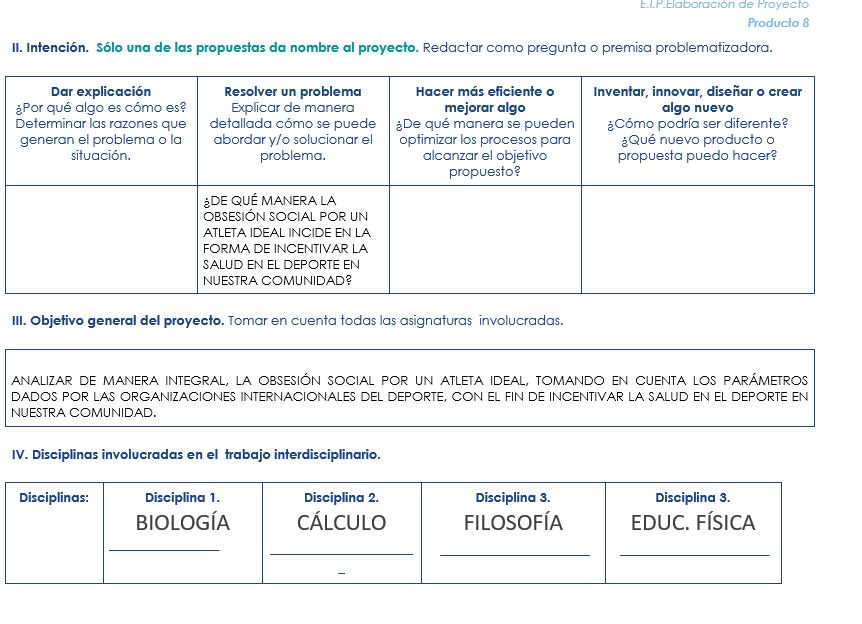 E.I.P.Elaboración de Proyecto
Producto 8
II. Intención. Sólo una de las propuestas da nombre al proyecto. Redactar como pregunta o premisa problematizadora.
Dar explicación
¿Por qué algo es cómo es?
Determinar las razones que
generan el problema o la
situación.
Resolver un problema
Explicar de manera
detallada cómo se puede
abordar y/o solucionar el
problema.
Hacer más eficiente o
mejorar algo
¿De qué manera se pueden
optimizar los procesos para
alcanzar el objetivo
propuesto?
Inventar, innovar, diseñar o crear
algo nuevo
¿Cómo podría ser diferente?
¿Qué nuevo producto o
propuesta puedo hacer?
¿DE QUÉ MANERA LA
OBSESIÓN SOCIAL POR UN
ATLETA IDEAL INCIDE EN LA
FORMA DE INCENTIVAR LA
SALUD EN EL DEPORTE EN
NUESTRA COMUNIDAD?
III. Objetivo general del proyecto. Tomar en cuenta todas las asignaturas involucradas.
ANALIZAR DE MANERA INTEGRAL, LA OBSESIÓN SOCIAL POR UN ATLETA IDEAL, TOMANDO EN CUENTA LOS PARÁMETROS
DADOS POR LAS ORGANIZACIONES INTERNACIONALES DEL DEPORTE, CON EL FIN DE INCENTIVAR LA SALUD EN EL DEPORTE EN
NUESTRA COMUNIDAD.
IV. Disciplinas involucradas en el trabajo interdisciplinario.
Disciplinas:
Disciplina 1.
BIOLOGÍA
Disciplina 2.
CÁLCULO
Disciplina 3.
FILOSOFÍA
Disciplina 3.
EDUC. FÍSICA